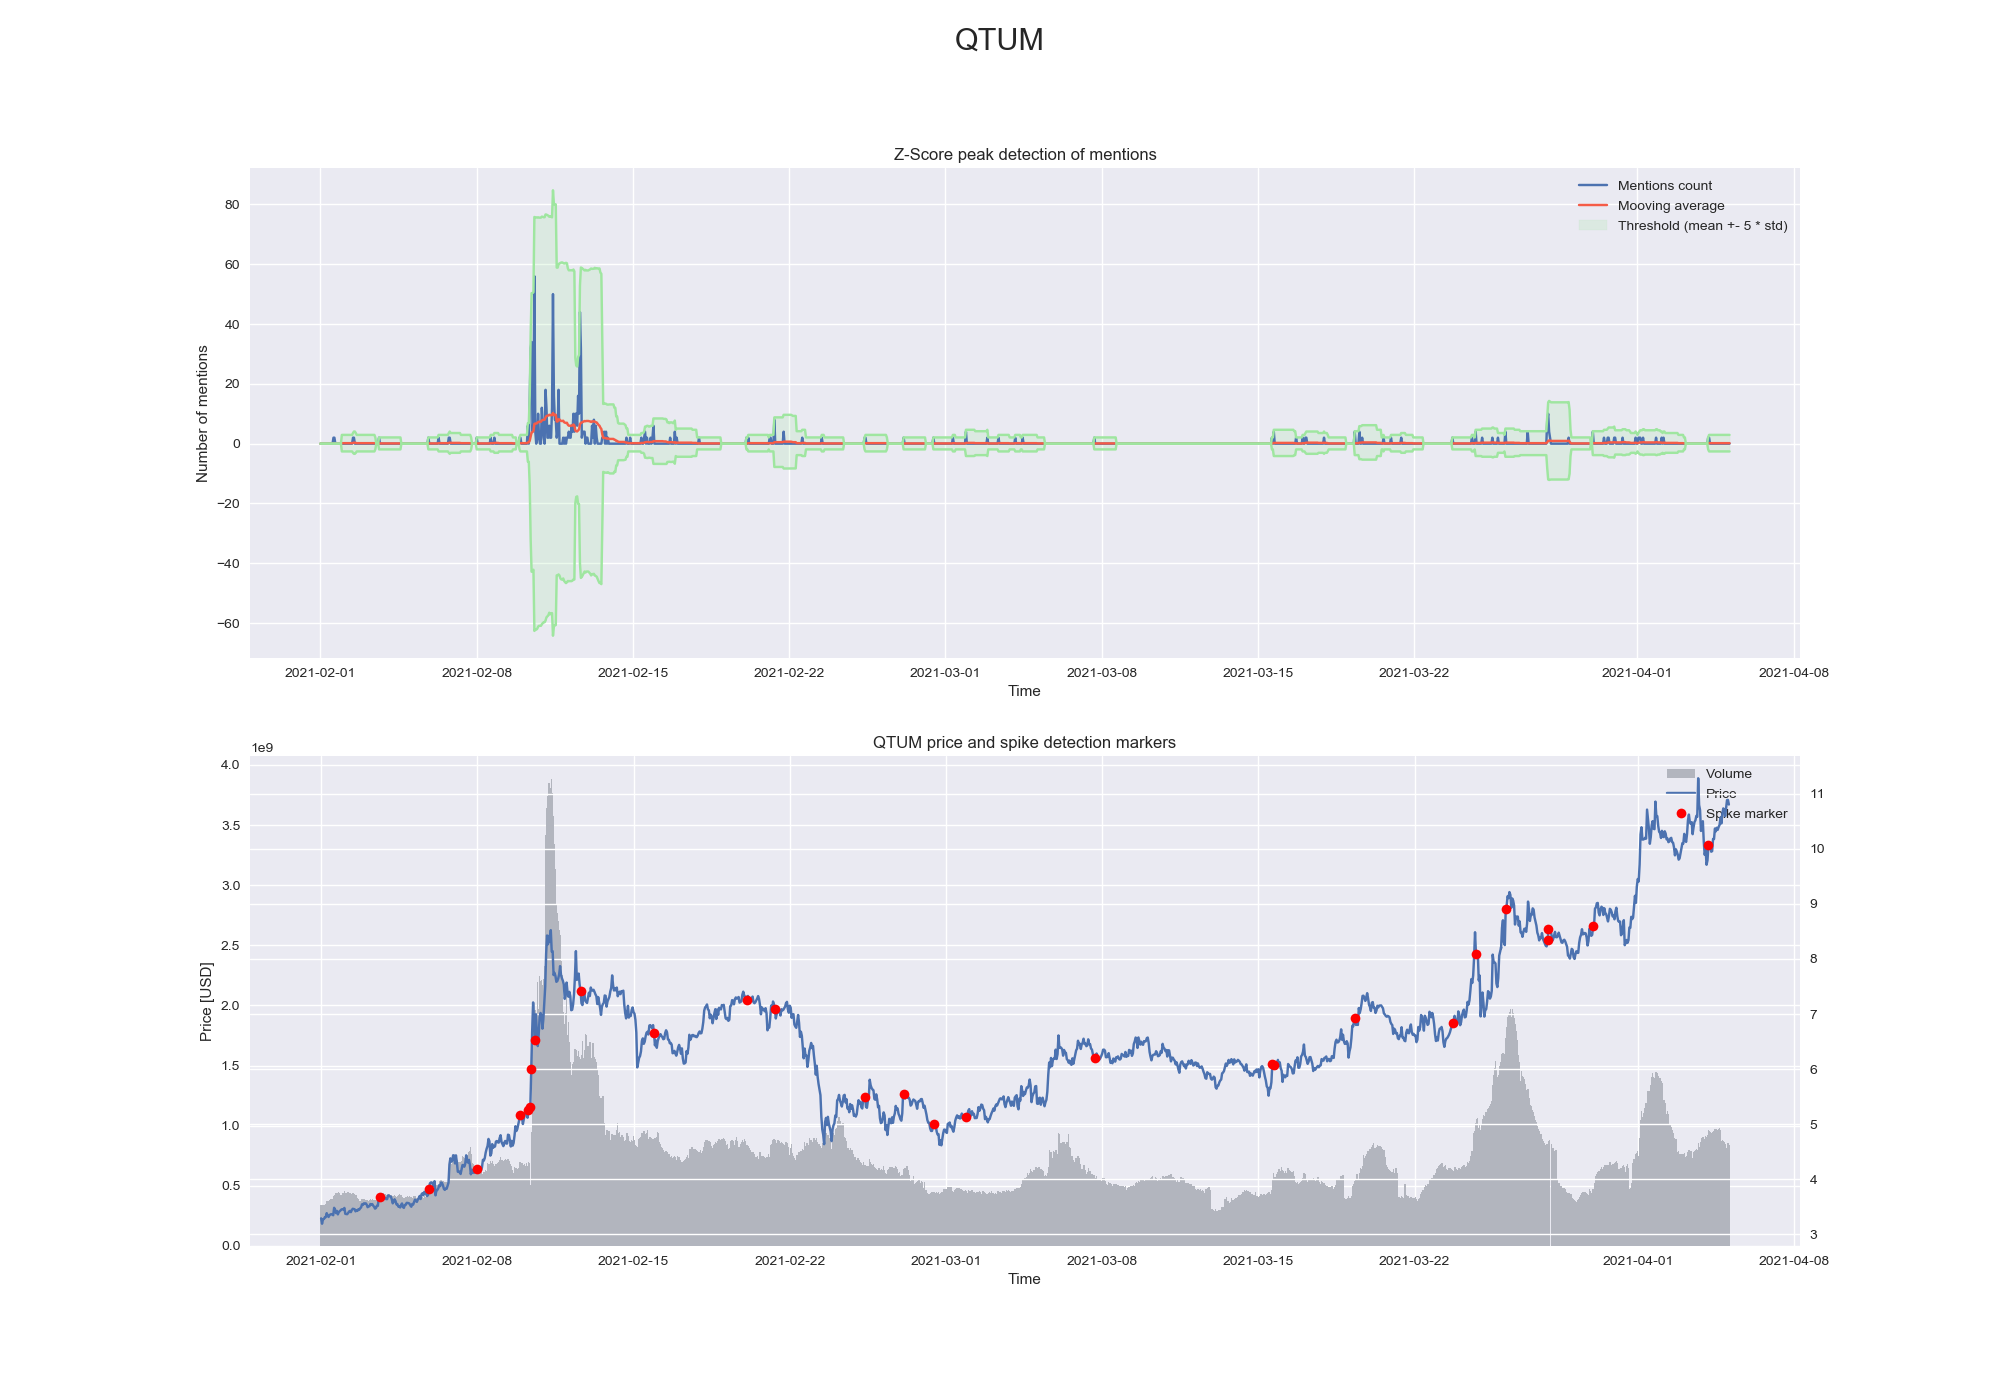 QTUM
Z-Score peak detection of mentions
Mentions count
Mooving average
Threshold (mean +- 5 * std)
Number of mentions
80
60
40
20
0
−20
−40
−60
2021-02-01 2021-02-08 2021-02-15 2021-02-22 2021-03-01 2021-03-08 2021-03-15 2021-03-22 2021-04-01 2021-04-08
Time
QTUM price and spike detection markers
1e9
Volume
Price
Spike marker
Price [USD]
4.0
3.5
3.0
2.5
2.0
1.5
1.0
0.5
0.0
11
10
9
8
7
6
5
4
3
2021-02-01 2021-02-08 2021-02-15 2021-02-22 2021-03-01 2021-03-08 2021-03-15 2021-03-22 2021-04-01 2021-04-08
Time